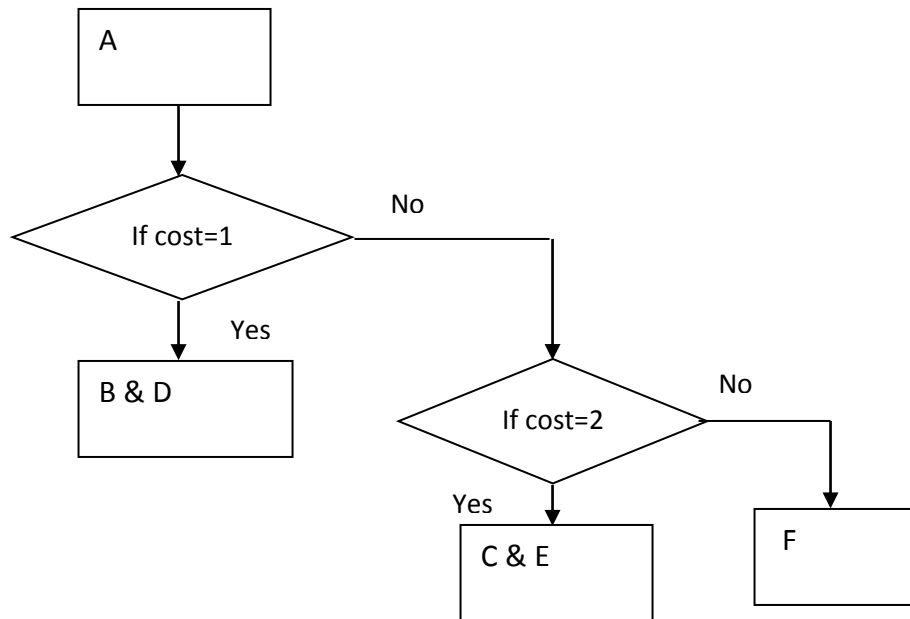 A
No
If cost=1
Yes
B & D
No
If cost=2
Yes
C & E
F